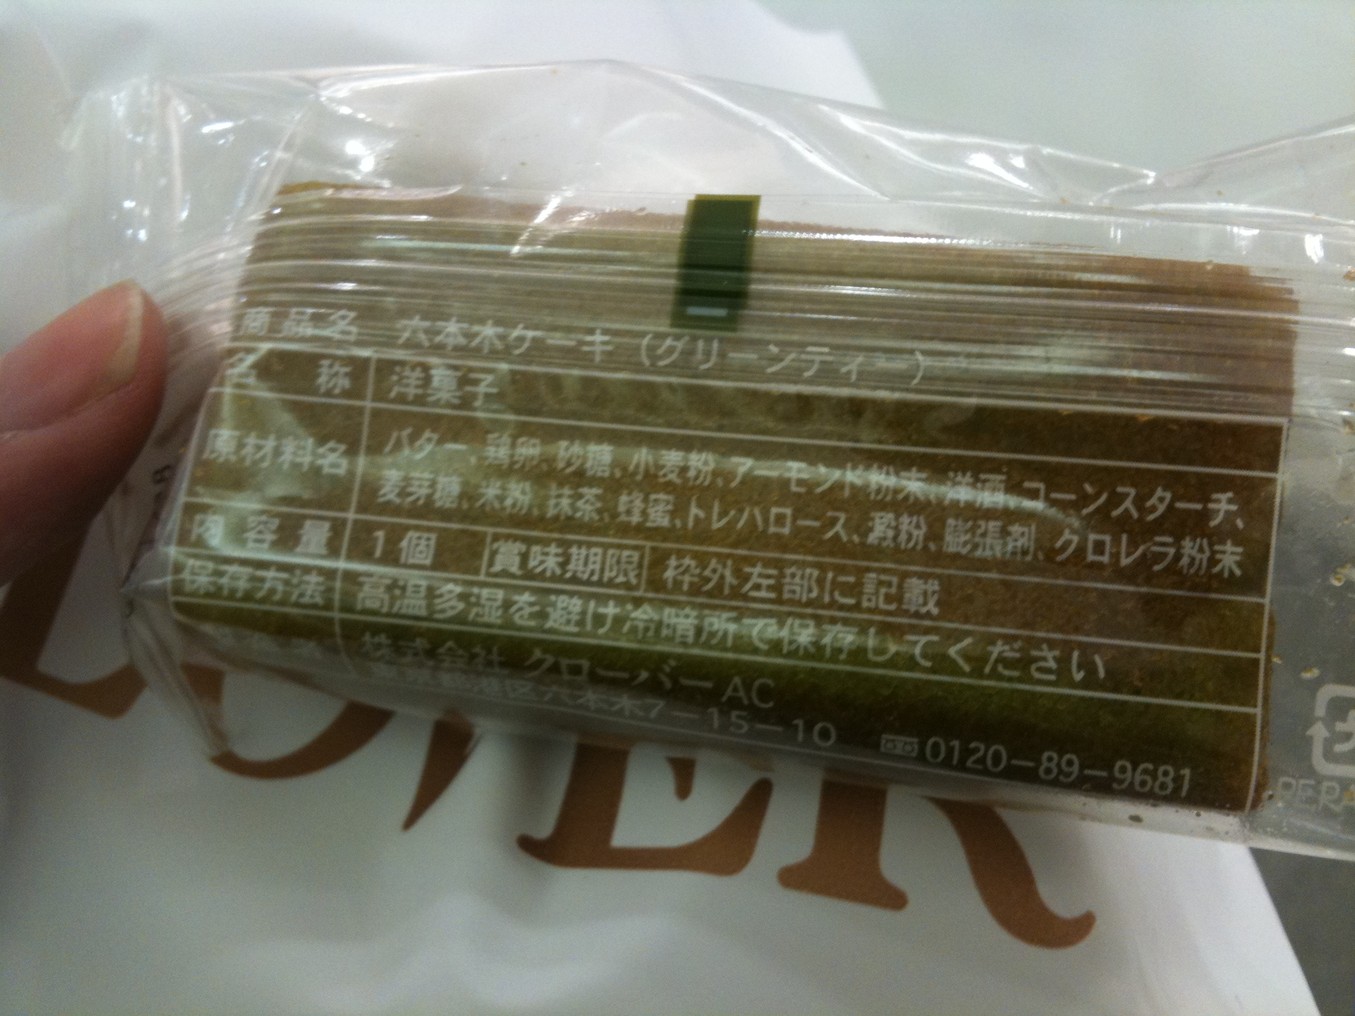 商品名 六本木ケーキ（グリーンティー）
名称 洋菓子
原材料名 バター、鶏卵、砂糖、小麦粉、アーモンド粉末、洋酒、コーンスターチ、
麦芽糖、米粉、抹茶、蜂蜜、トレハロース、澱粉、膨張剤、クロレラ粉末
内容量 1個 賞味期限 枠外左部に記載
保存方法 高温多湿を避け冷暗所で保存してください
株式会社 クローバーAC
港区六本木7-15-10 0120-89-9681